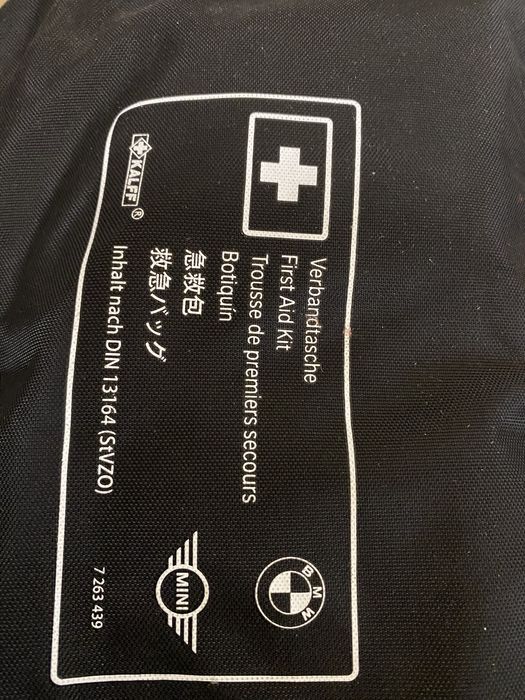 Verbandtasche
First Aid Kit
Trousse de premiers secours
Botiquín
急救包
救急バッグ
Inhalt nach DIN 13164 (StVZO)
KALFF®
BMW
MINI
7 263 439